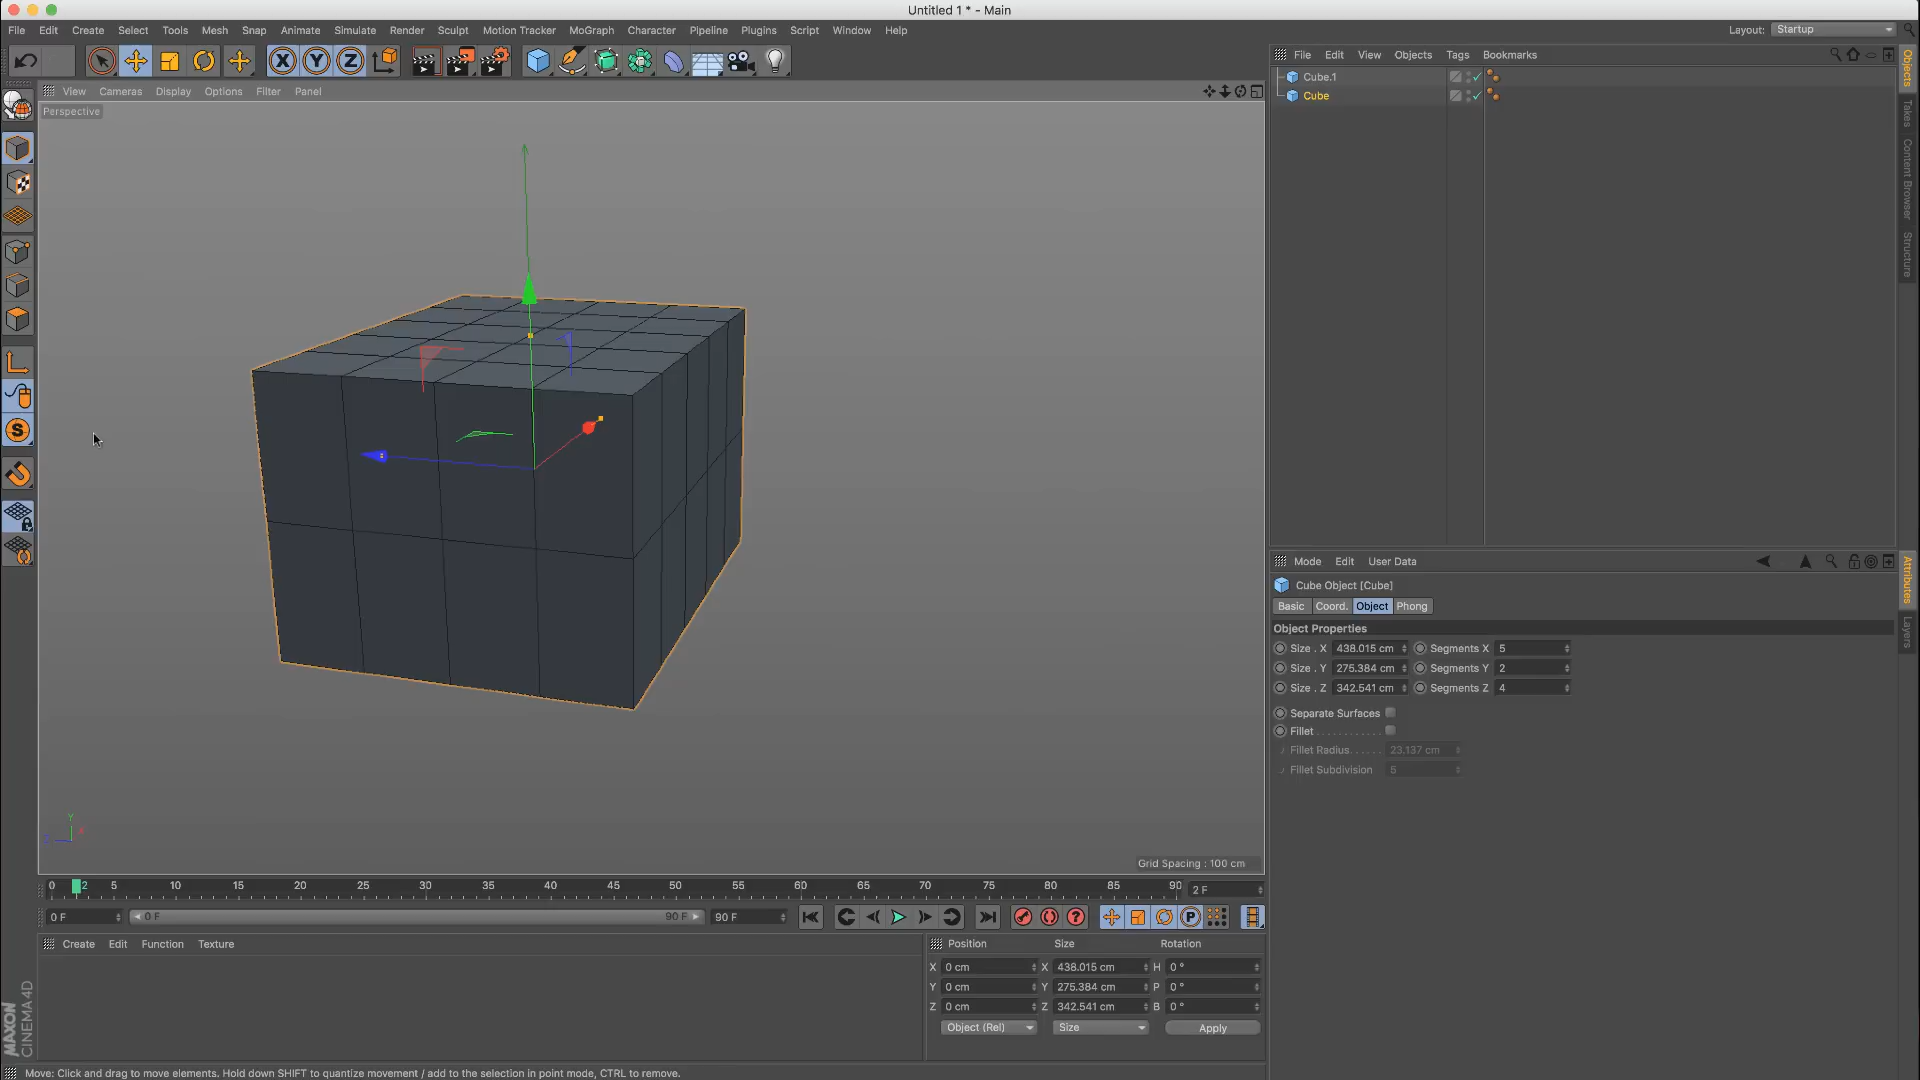 Untitled 1 * - Main
File Edit Create Select Tools Mesh Snap Animate Simulate Render Sculpt Motion Tracker MoGraph Character Pipeline Plugins Script Window Help Layout: Startup
File Edit View Objects Tags Bookmarks
View Cameras Display Options Filter Panel
Perspective
Cube.1
Cube
Objects
Takes
Content Browser
Structure
Mode Edit User Data
Cube Object [Cube]
Basic Coord. Object Phong
Object Properties
Size . X 438.015 cm Segments X 5
Size . Y 275.384 cm Segments Y 2
Size . Z 342.541 cm Segments Z 4
Separate Surfaces
Fillet
Fillet Radius 23.137 cm
Fillet Subdivision 5
Attributes
Layers
Y
X
Z
Grid Spacing : 100 cm
0 2 5 10 15 20 25 30 35 40 45 50 55 60 65 70 75 80 85 90 2 F
0 F 0 F 90 F 90 F
Create Edit Function Texture
Position Size Rotation
X 0 cm X 438.015 cm H 0 °
Y 0 cm Y 275.384 cm P 0 °
Z 0 cm Z 342.541 cm B 0 °
Object (Rel) Size Apply
MAXON
CINEMA 4D
Move: Click and drag to move elements. Hold down SHIFT to quantize movement / add to the selection in point mode, CTRL to remove.